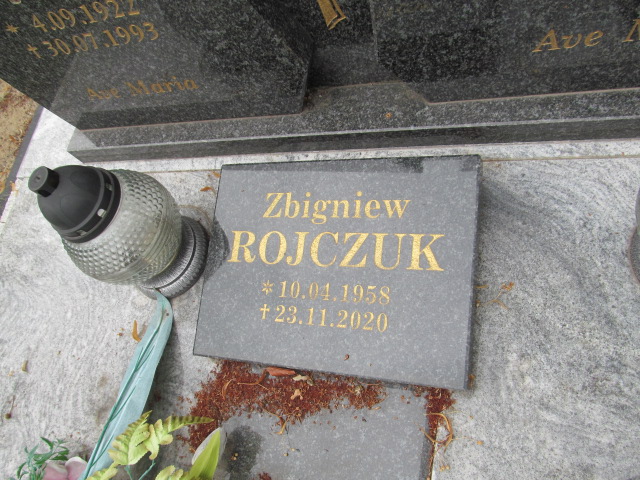 * 4.09.1922
✝ 30.07.1993
Ave Maria
Ave
Zbigniew
ROJCZUK
* 10.04.1958
✝ 23.11.2020